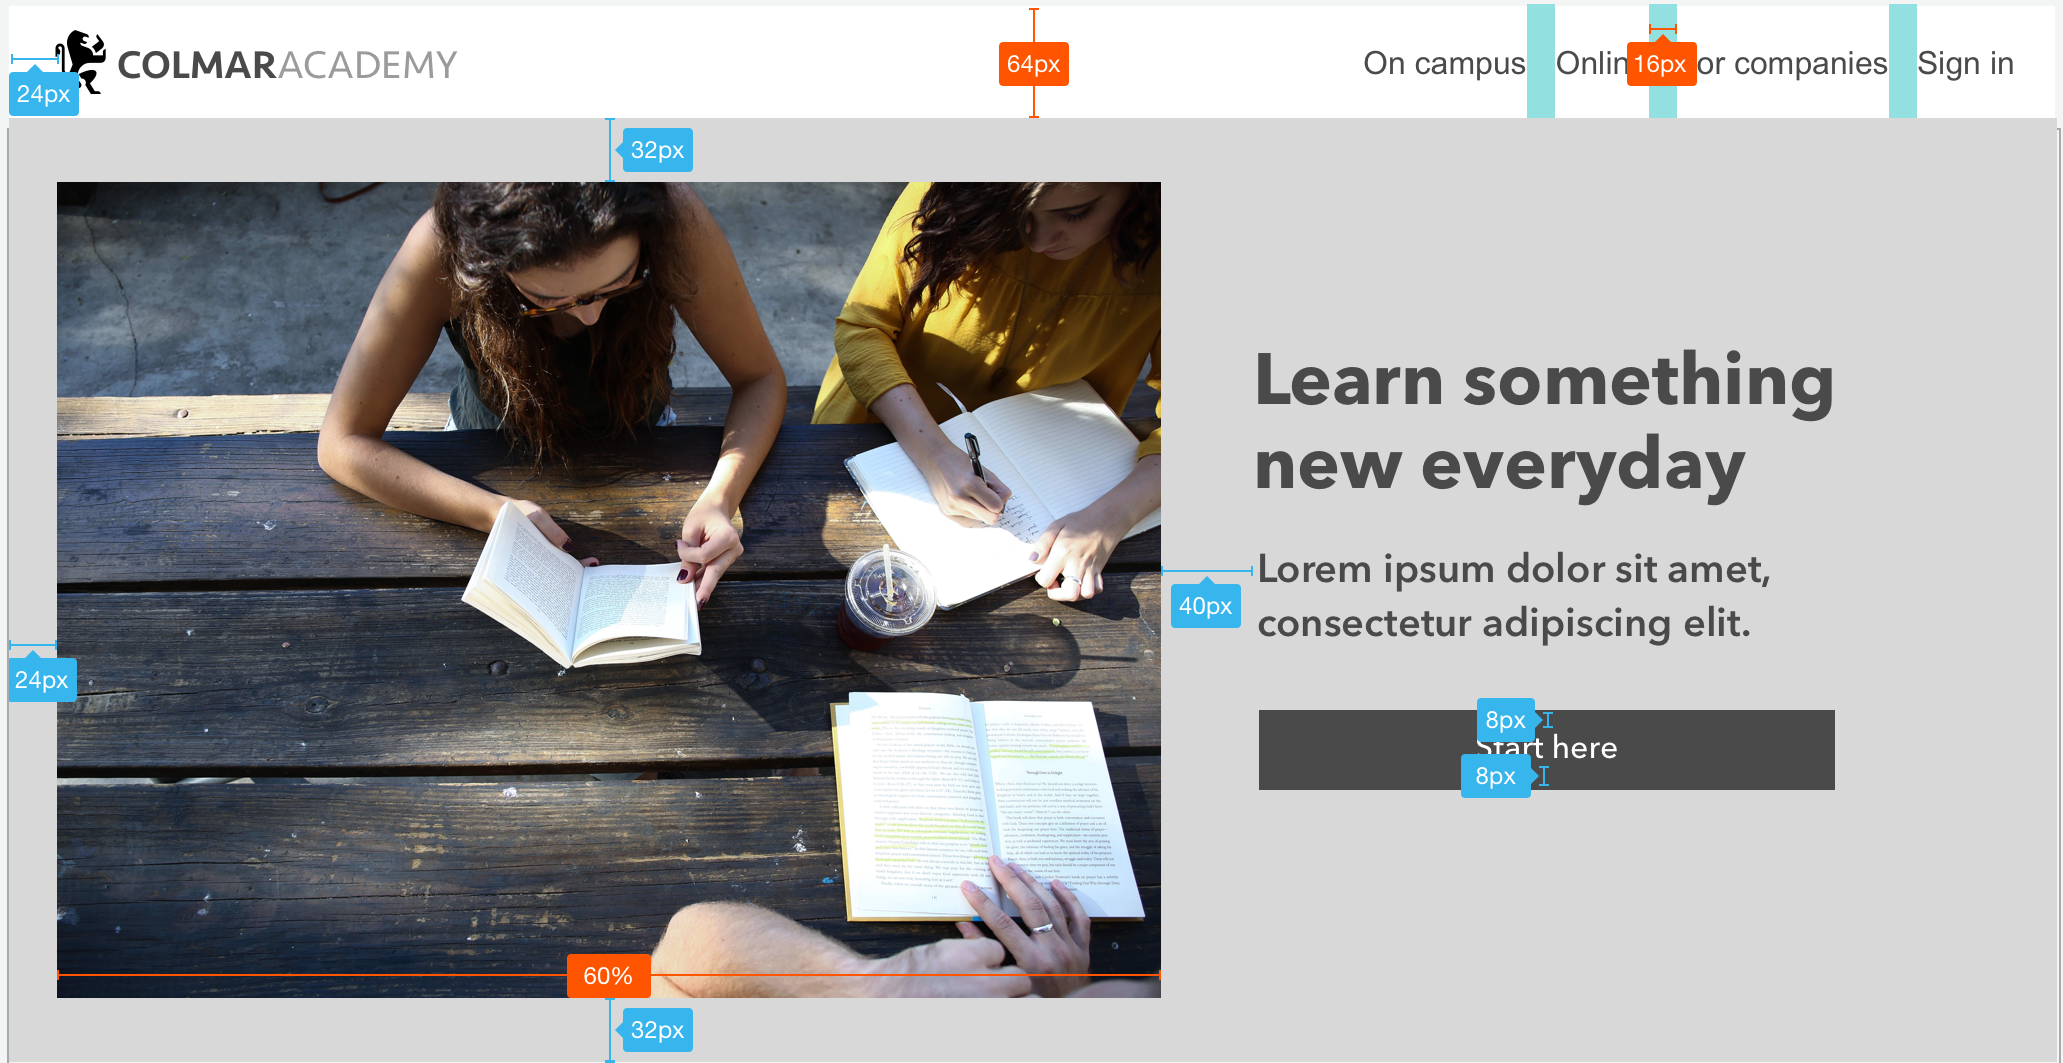 COLMARACADEMY
64px
On campus
Onlin
16px
or companies
Sign in
24px
32px
Learn something
new everyday
Lorem ipsum dolor sit amet,
consectetur adipiscing elit.
40px
24px
8px
Start here
8px
60%
32px